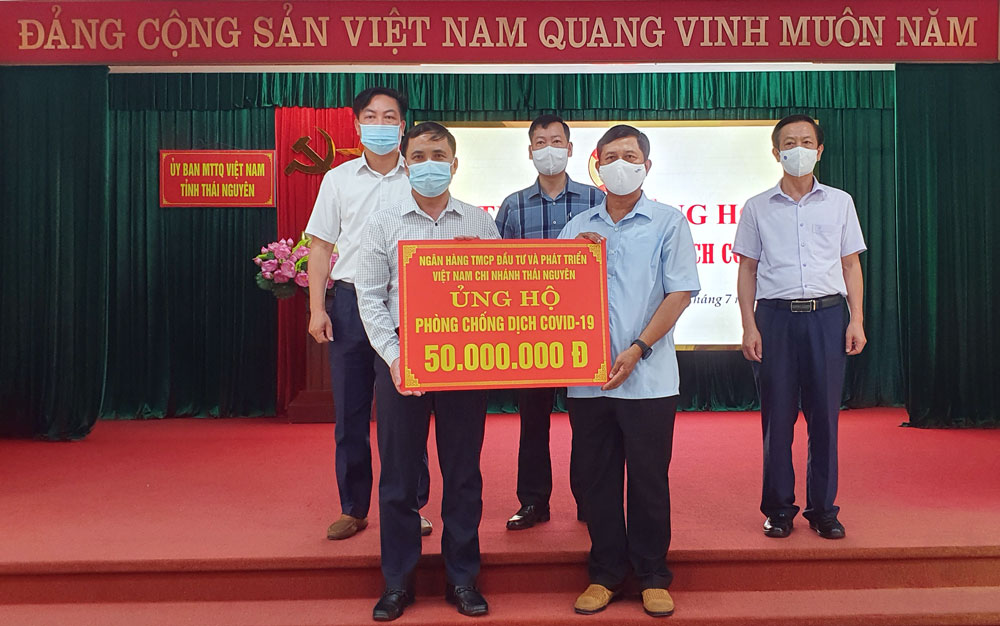 ĐẢNG CỘNG SẢN VIỆT NAM QUANG VINH MUÔN NĂM
ỦY BAN MTTQ VIỆT NAM
TỈNH THÁI NGUYÊN
NGÂN HÀNG TMCP ĐẦU TƯ VÀ PHÁT TRIỂN
VIỆT NAM CHI NHÁNH THÁI NGUYÊN
ỦNG HỘ
PHÒNG CHỐNG DỊCH COVID-19
50.000.000 Đ
7